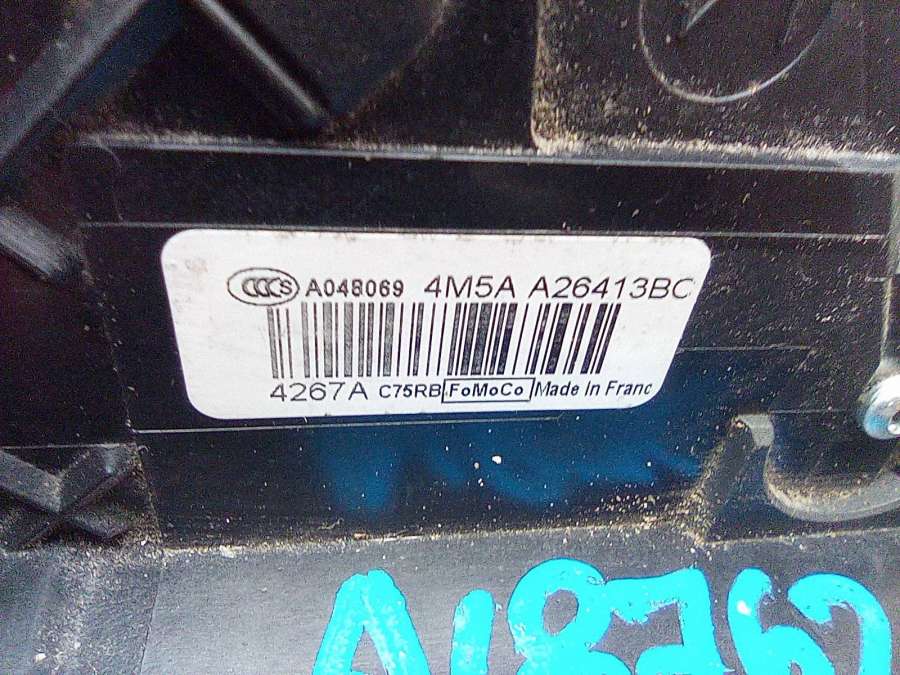 CCCS A048069 4M5A A26413BC
4267A C75RB FoMoCo Made in Franc